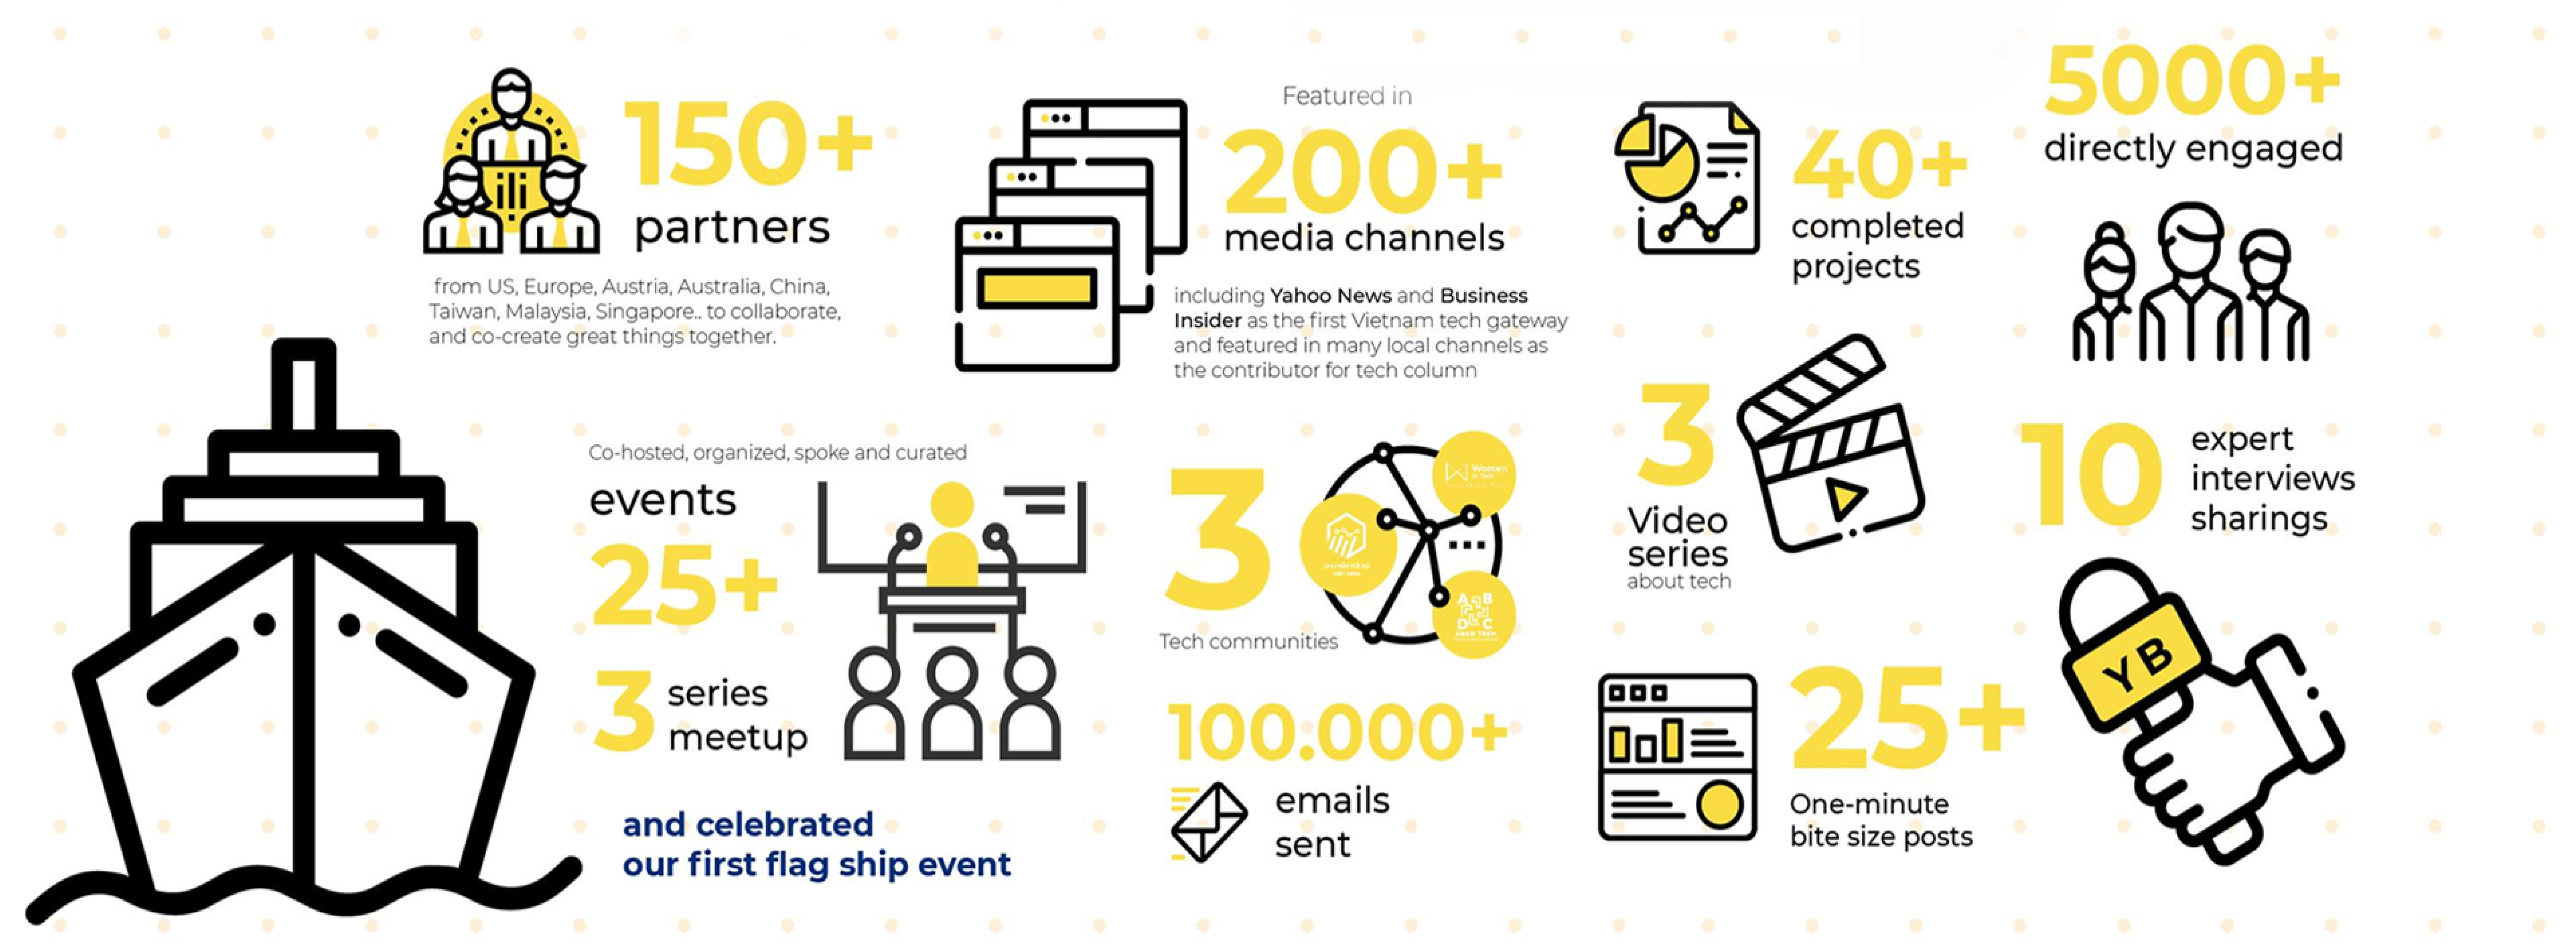 150+
partners
from US, Europe, Austria, Australia, China,
Taiwan, Malaysia, Singapore.. to collaborate,
and co-create great things together.
Featured in
200+
media channels
including Yahoo News and Business
Insider as the first Vietnam tech gateway
and featured in many local channels as
the contributor for tech column
40+
completed
projects
5000+
directly engaged
Co-hosted, organized, spoke and curated
events
25+
3
series
meetup
and celebrated
our first flag ship event
3
Tech communities
Women
in Tech
A B
D C
ABCD TECH
100.000+
emails
sent
3
Video
series
about tech
10
expert
interviews
sharings
YB
25+
One-minute
bite size posts